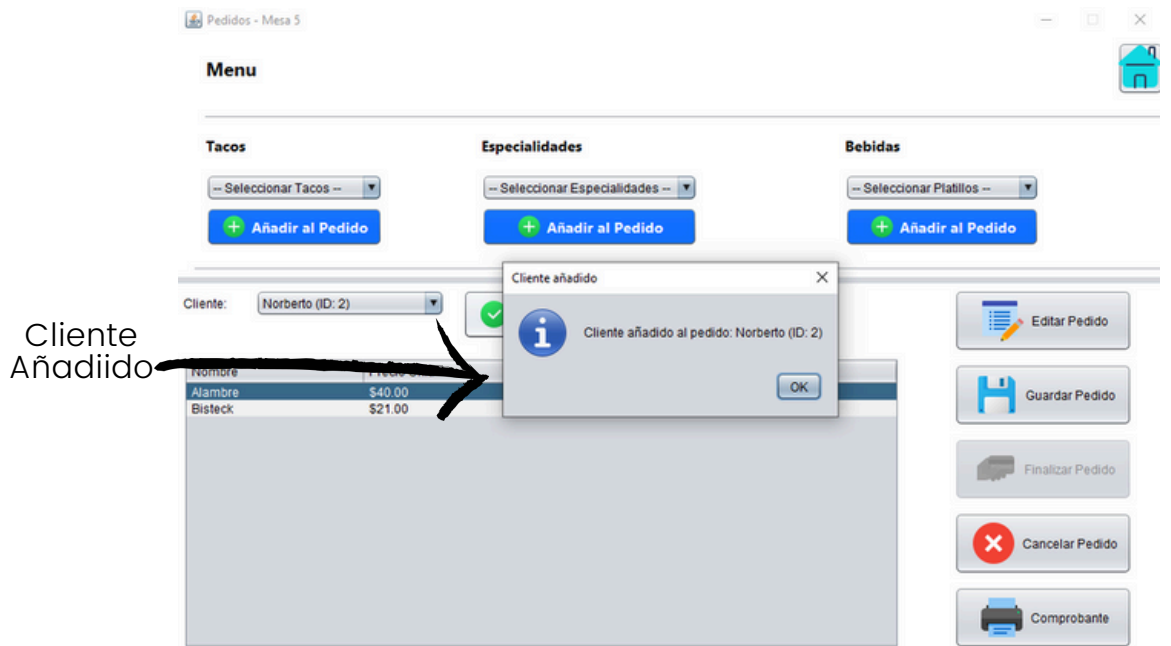 Pedidos - Mesa 5
Menu
Tacos
Especialidades
Bebidas
-- Seleccionar Tacos --
-- Seleccionar Especialidades --
-- Seleccionar Platillos --
Añadir al Pedido
Añadir al Pedido
Añadir al Pedido
Cliente añadido
Cliente:
Norberto (ID: 2)
Cliente añadido al pedido: Norberto (ID: 2)
OK
Cliente
Añadiido
Nombre
Precio
Alambre $40.00
Bisteck $21.00
Editar Pedido
Guardar Pedido
Finalizar Pedido
Cancelar Pedido
Comprobante